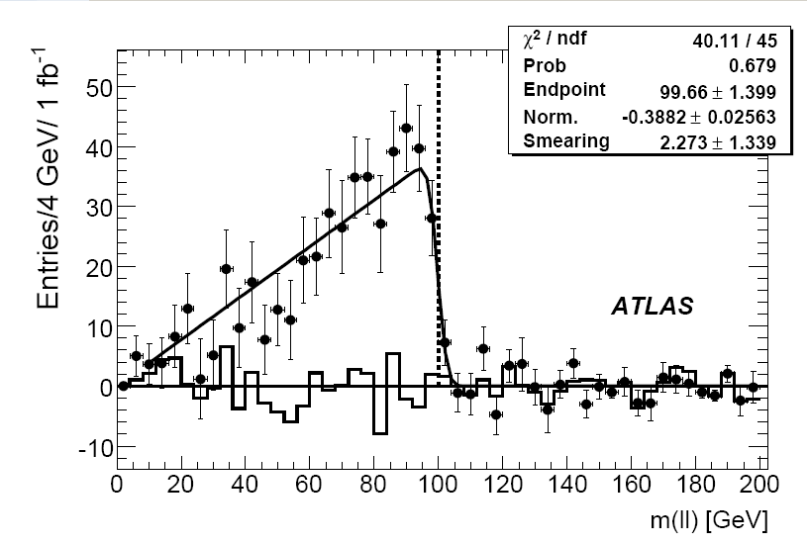 χ² / ndf 40.11 / 45
Prob 0.679
Endpoint 99.66 ± 1.399
Norm. -0.3882 ± 0.02563
Smearing 2.273 ± 1.339
Entries/4 GeV/ 1 fb⁻¹
50
40
30
20
10
0
-10
ATLAS
0 20 40 60 80 100 120 140 160 180 200
m(ll) [GeV]